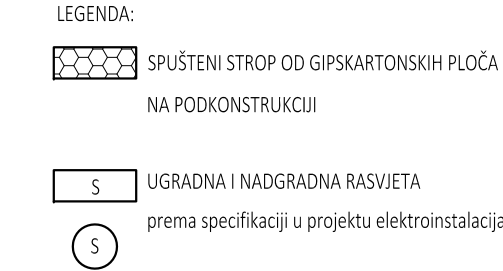 LEGENDA:
SPUŠTENI STROP OD GIPSKARTONSKIH PLOČA
NA PODKONSTRUKCIJI
S UGRADNA I NADGRADNA RASVJETA
S prema specifikaciji u projektu elektroinstalacija